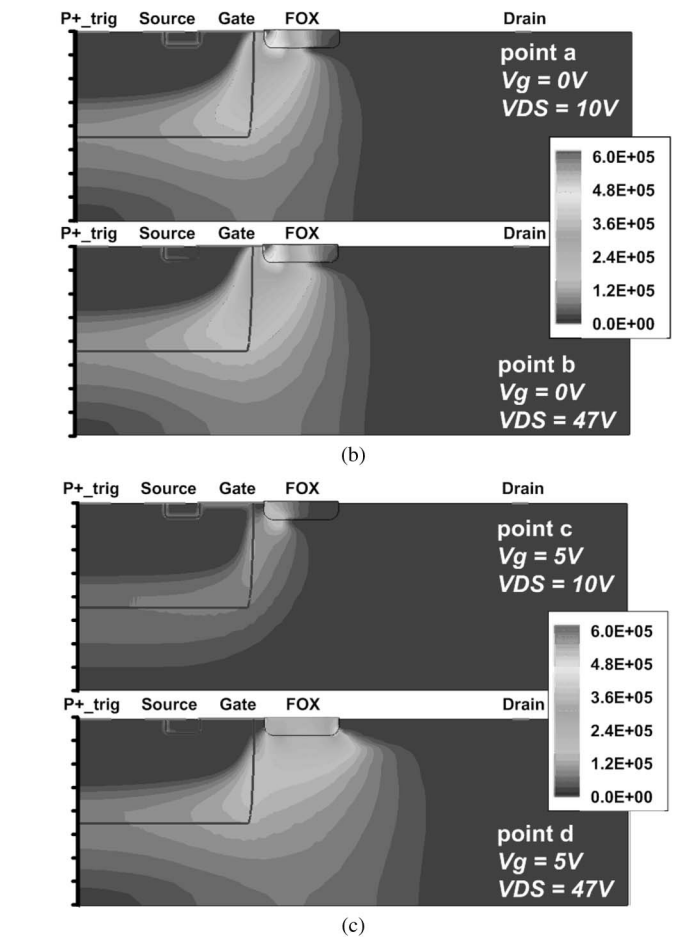 P+_trig Source Gate FOX Drain
point a
Vg = 0V
VDS = 10V
6.0E+05
4.8E+05
3.6E+05
2.4E+05
1.2E+05
0.0E+00
P+_trig Source Gate FOX Drain
point b
Vg = 0V
VDS = 47V
(b)
P+_trig Source Gate FOX Drain
point c
Vg = 5V
VDS = 10V
6.0E+05
4.8E+05
3.6E+05
2.4E+05
1.2E+05
0.0E+00
P+_trig Source Gate FOX Drain
point d
Vg = 5V
VDS = 47V
(c)